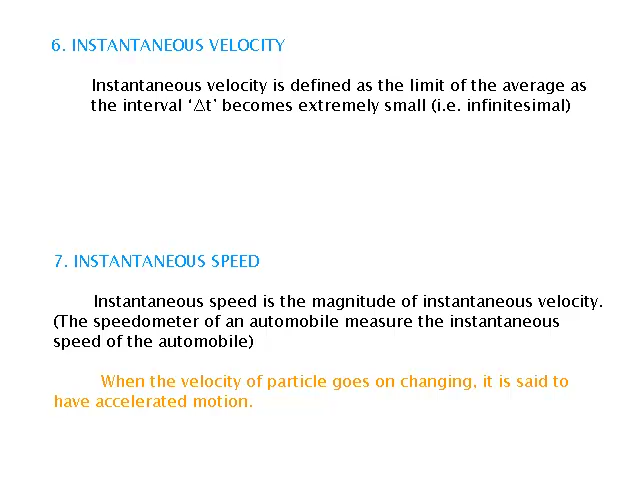 6. INSTANTANEOUS VELOCITY
Instantaneous velocity is defined as the limit of the average as
the interval ‘Δt’ becomes extremely small (i.e. infinitesimal)
7. INSTANTANEOUS SPEED
Instantaneous speed is the magnitude of instantaneous velocity.
(The speedometer of an automobile measure the instantaneous
speed of the automobile)
When the velocity of particle goes on changing, it is said to
have accelerated motion.